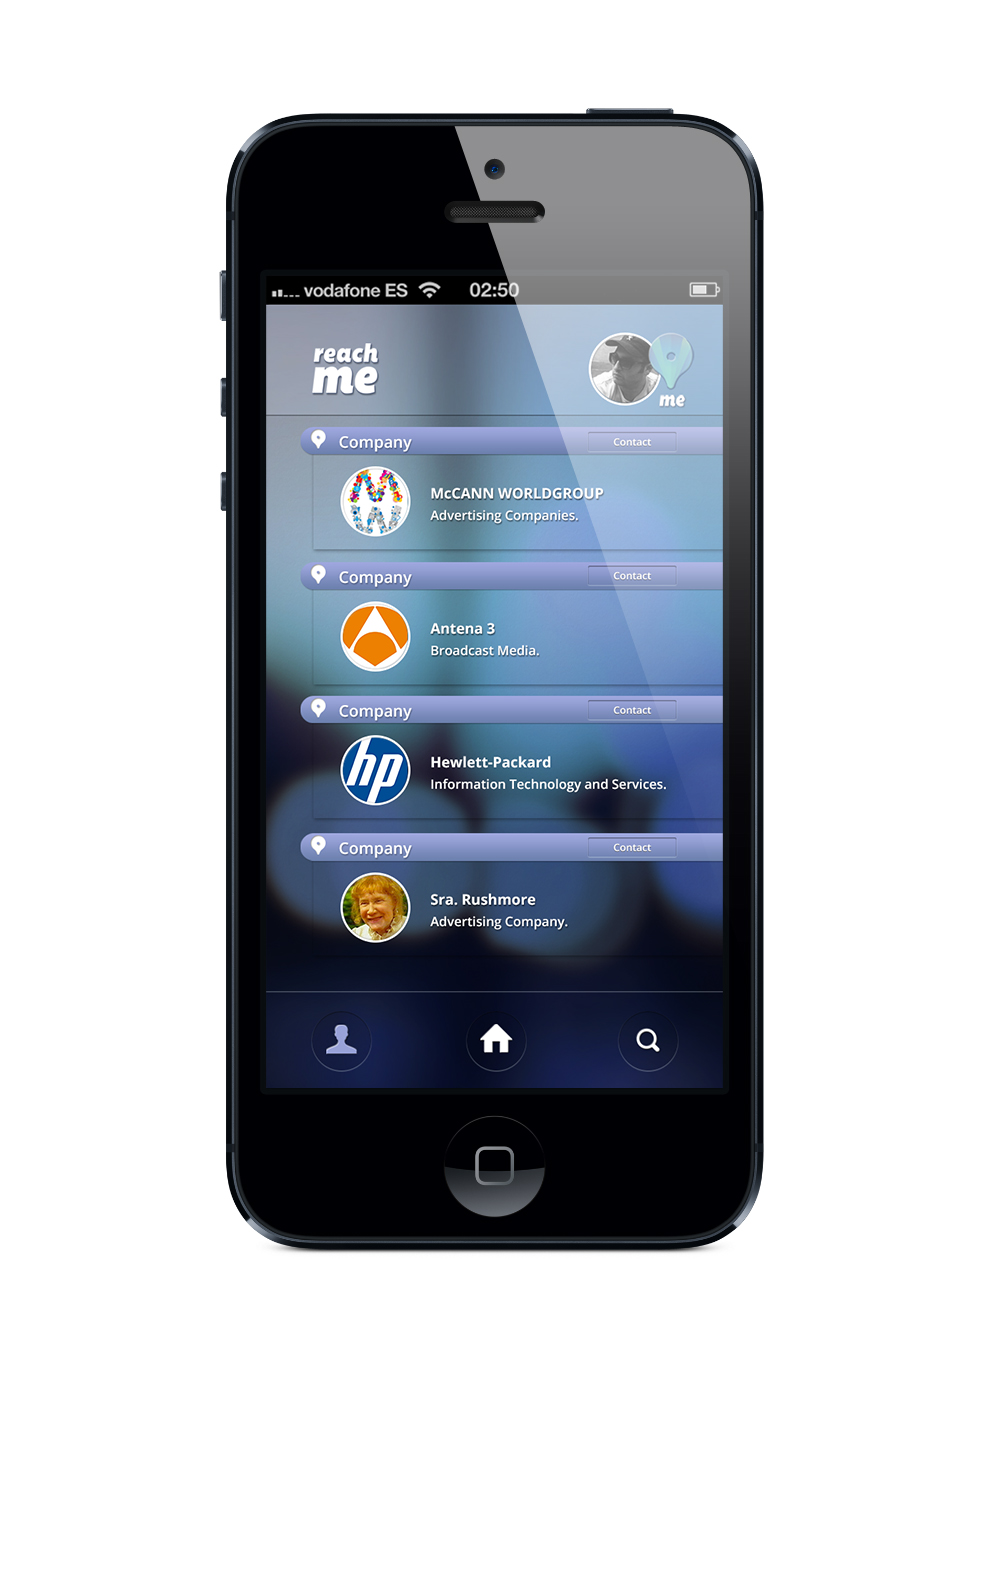 vodafone ES 02:50
reach
me
me
Company Contact
McCANN WORLDGROUP
Advertising Companies.
Company Contact
Antena 3
Broadcast Media.
Company Contact
hp
Hewlett-Packard
Information Technology and Services.
Company Contact
Sra. Rushmore
Advertising Company.